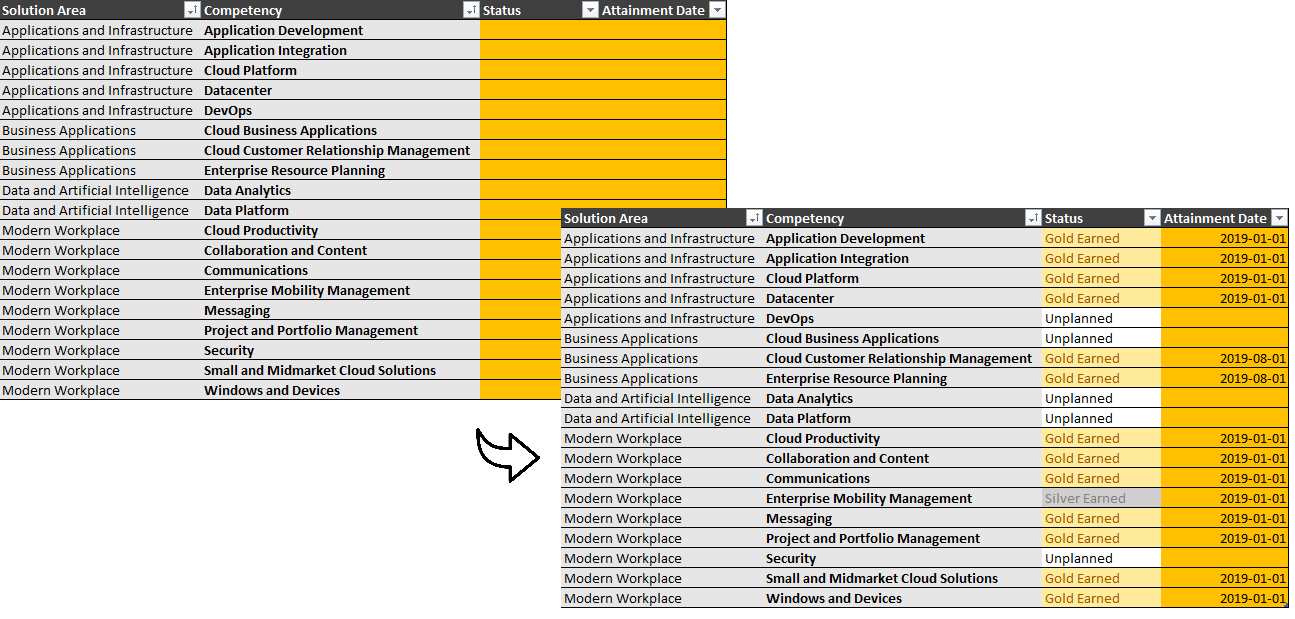 Solution Area Competency Status Attainment Date
Applications and Infrastructure Application Development
Applications and Infrastructure Application Integration
Applications and Infrastructure Cloud Platform
Applications and Infrastructure Datacenter
Applications and Infrastructure DevOps
Business Applications Cloud Business Applications
Business Applications Cloud Customer Relationship Management
Business Applications Enterprise Resource Planning
Data and Artificial Intelligence Data Analytics
Data and Artificial Intelligence Data Platform
Modern Workplace Cloud Productivity
Modern Workplace Collaboration and Content
Modern Workplace Communications
Modern Workplace Enterprise Mobility Management
Modern Workplace Messaging
Modern Workplace Project and Portfolio Management
Modern Workplace Security
Modern Workplace Small and Midmarket Cloud Solutions
Modern Workplace Windows and Devices
Solution Area Competency Status Attainment Date
Applications and Infrastructure Application Development Gold Earned 2019-01-01
Applications and Infrastructure Application Integration Gold Earned 2019-01-01
Applications and Infrastructure Cloud Platform Gold Earned 2019-01-01
Applications and Infrastructure Datacenter Gold Earned 2019-01-01
Applications and Infrastructure DevOps Unplanned
Business Applications Cloud Business Applications Unplanned
Business Applications Cloud Customer Relationship Management Gold Earned 2019-08-01
Business Applications Enterprise Resource Planning Gold Earned 2019-08-01
Data and Artificial Intelligence Data Analytics Unplanned
Data and Artificial Intelligence Data Platform Unplanned
Modern Workplace Cloud Productivity Gold Earned 2019-01-01
Modern Workplace Collaboration and Content Gold Earned 2019-01-01
Modern Workplace Communications Gold Earned 2019-01-01
Modern Workplace Enterprise Mobility Management Silver Earned 2019-01-01
Modern Workplace Messaging Gold Earned 2019-01-01
Modern Workplace Project and Portfolio Management Gold Earned 2019-01-01
Modern Workplace Security Unplanned
Modern Workplace Small and Midmarket Cloud Solutions Gold Earned 2019-01-01
Modern Workplace Windows and Devices Gold Earned 2019-01-01